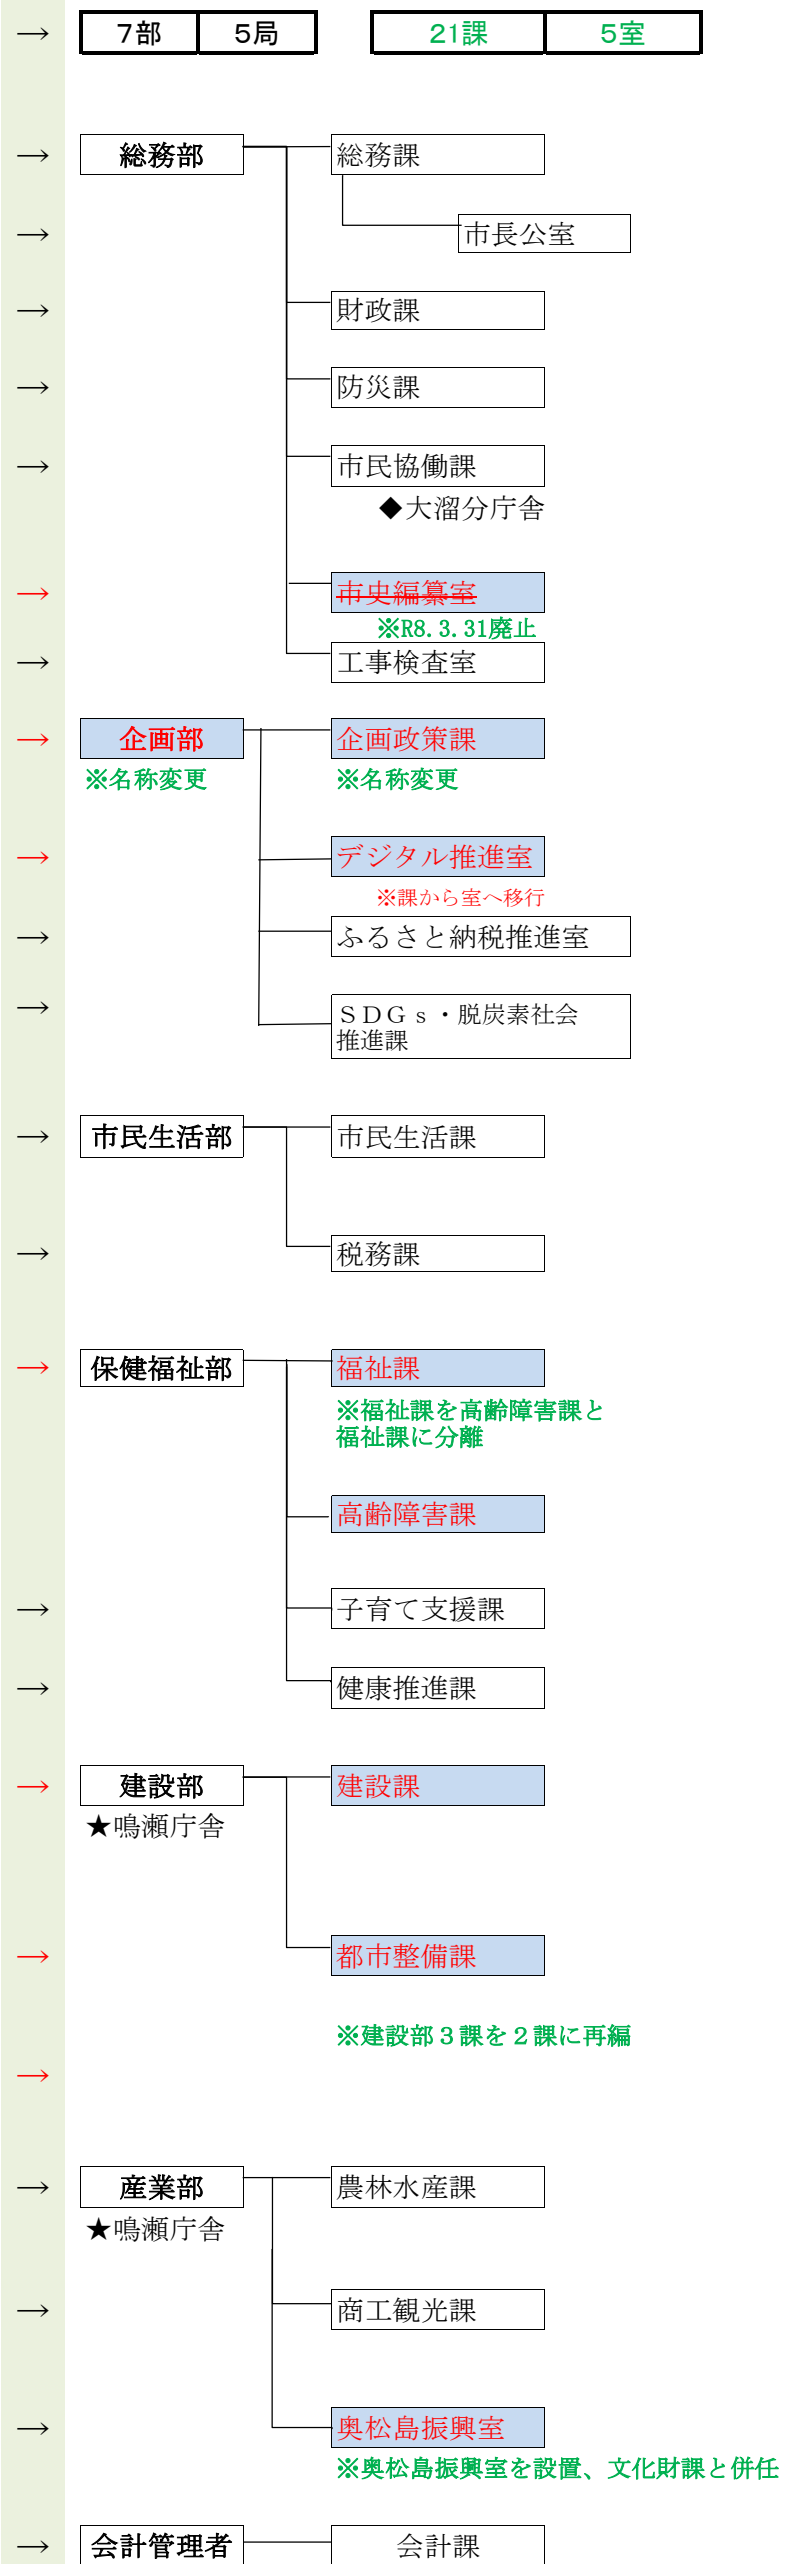 → 7部 5局 21課 5室
→ 総務部 総務課
→ 市長公室
→ 財政課
→ 防災課
→ 市民協働課
◆大溜分庁舎
→ 市史編纂室
※R8.3.31廃止
→ 工事検査室
→ 企画部 企画政策課
※名称変更 ※名称変更
→ デジタル推進室
※課から室へ移行
→ ふるさと納税推進室
→ ＳＤＧｓ・脱炭素社会
推進課
→ 市民生活部 市民生活課
→ 税務課
→ 保健福祉部 福祉課
※福祉課を高齢障害課と
福祉課に分離
高齢障害課
→ 子育て支援課
→ 健康推進課
→ 建設部 建設課
★鳴瀬庁舎
→ 都市整備課
※建設部３課を２課に再編
→
→ 産業部 農林水産課
★鳴瀬庁舎
→ 商工観光課
→ 奥松島振興室
※奥松島振興室を設置、文化財課と併任
→ 会計管理者 会計課